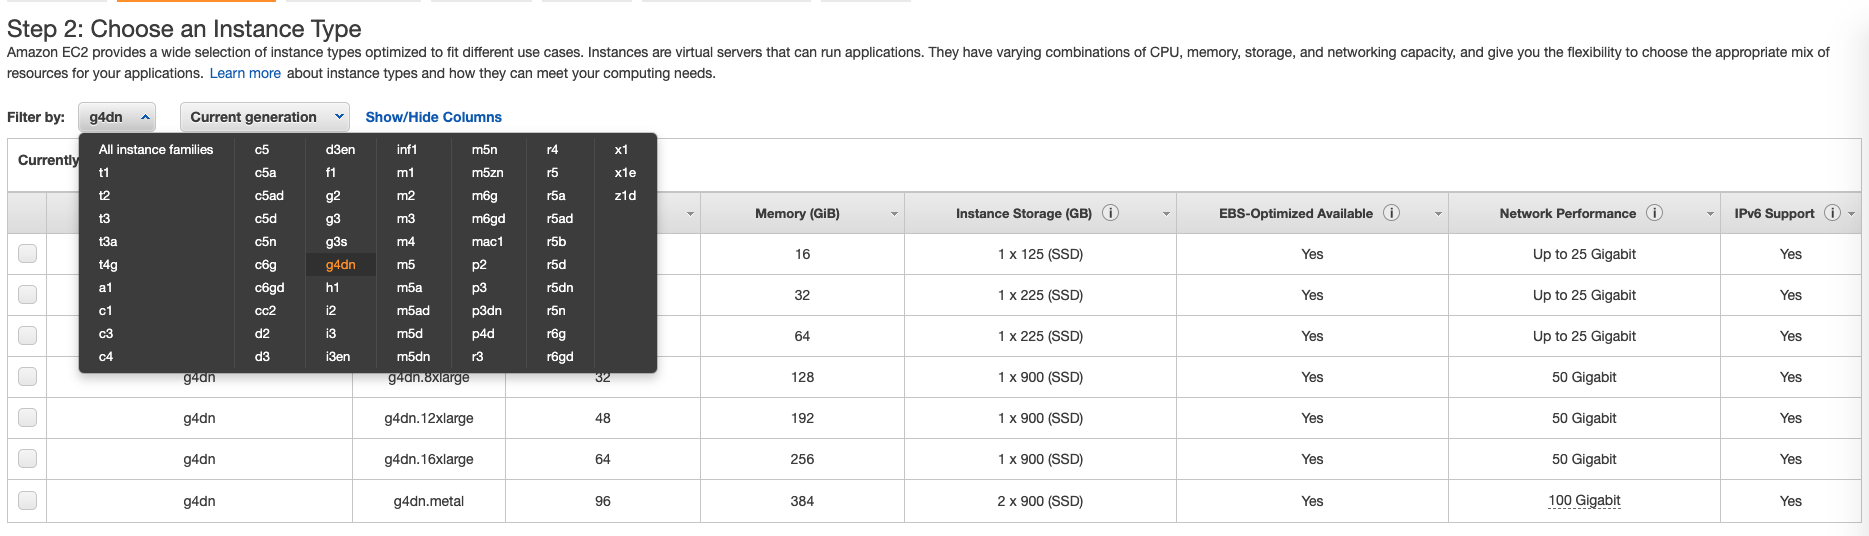 Step 2: Choose an Instance Type
Amazon EC2 provides a wide selection of instance types optimized to fit different use cases. Instances are virtual servers that can run applications. They have varying combinations of CPU, memory, storage, and networking capacity, and give you the flexibility to choose the appropriate mix of
resources for your applications. Learn more about instance types and how they can meet your computing needs.
Filter by: g4dn Current generation Show/Hide Columns
Currently
All instance families c5 d3en inf1 m5n r4 x1
t1 c5a f1 m1 m5zn r5 x1e
t2 c5ad g2 m2 m6g r5a z1d
t3 c5d g3 m3 m6gd r5ad
t3a c5n g3s m4 mac1 r5b
t4g c6g g4dn m5 p2 r5d
a1 c6gd h1 m5a p3 r5dn
c1 cc2 i2 m5ad p3dn r5n
c3 d2 i3 m5d p4d r6g
c4 d3 i3en m5dn r3 r6gd
Memory (GiB) Instance Storage (GB) i EBS-Optimized Available i Network Performance i IPv6 Support i
16 1 x 125 (SSD) Yes Up to 25 Gigabit Yes
32 1 x 225 (SSD) Yes Up to 25 Gigabit Yes
64 1 x 225 (SSD) Yes Up to 25 Gigabit Yes
g4dn g4dn.8xlarge 32 128 1 x 900 (SSD) Yes 50 Gigabit Yes
g4dn g4dn.12xlarge 48 192 1 x 900 (SSD) Yes 50 Gigabit Yes
g4dn g4dn.16xlarge 64 256 1 x 900 (SSD) Yes 50 Gigabit Yes
g4dn g4dn.metal 96 384 2 x 900 (SSD) Yes 100 Gigabit Yes